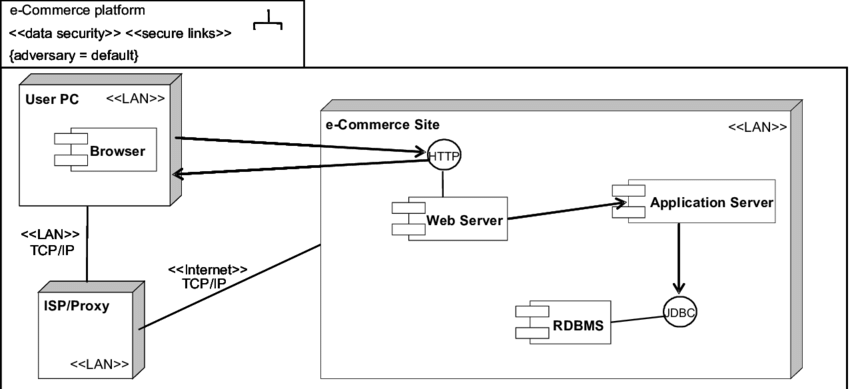 e-Commerce platform
<<data security>> <<secure links>>
{adversary = default}
User PC
<<LAN>>
Browser
e-Commerce Site
<<LAN>>
HTTP
Web Server
Application Server
<<LAN>>
TCP/IP
<<Internet>>
TCP/IP
ISP/Proxy
<<LAN>>
RDBMS
JDBC